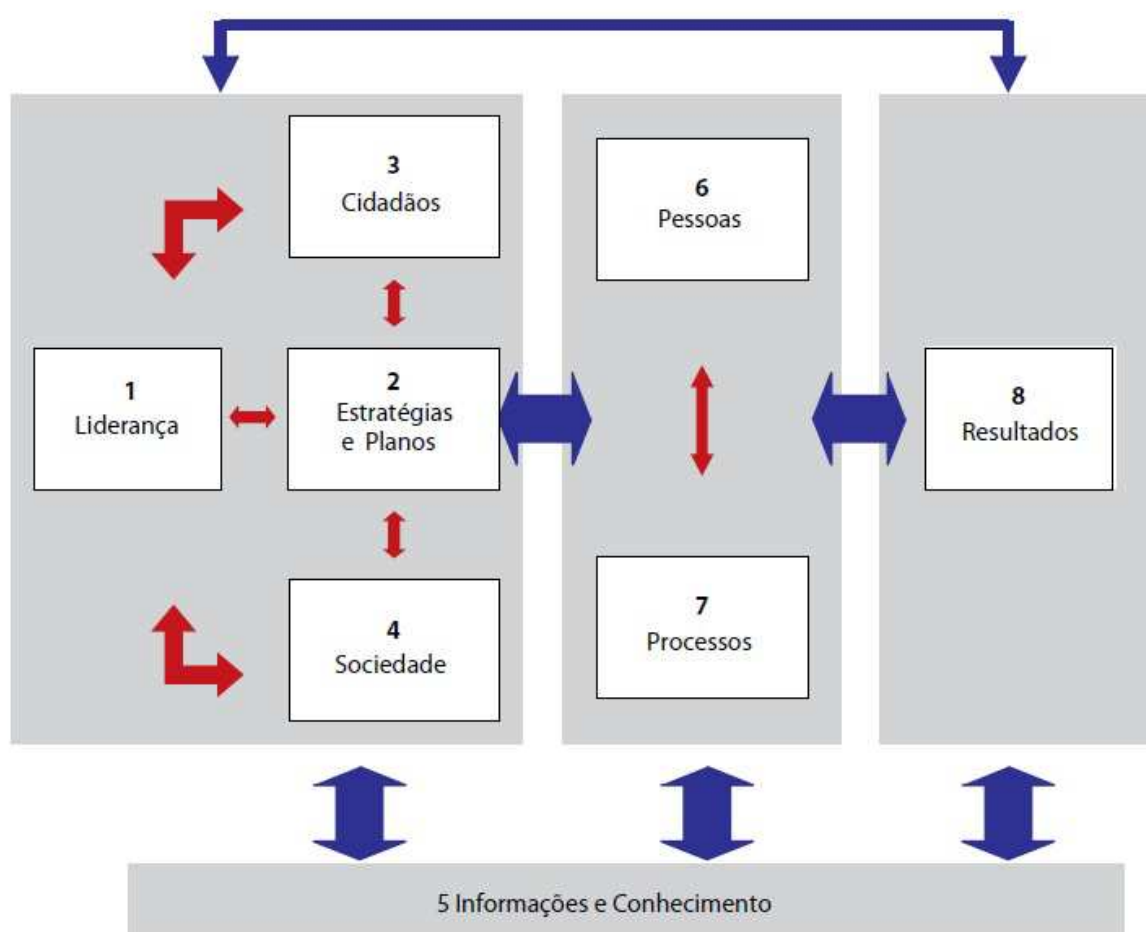 3
Cidadãos
6
Pessoas
1
Liderança
2
Estratégias
e Planos
8
Resultados
4
Sociedade
7
Processos
5 Informações e Conhecimento